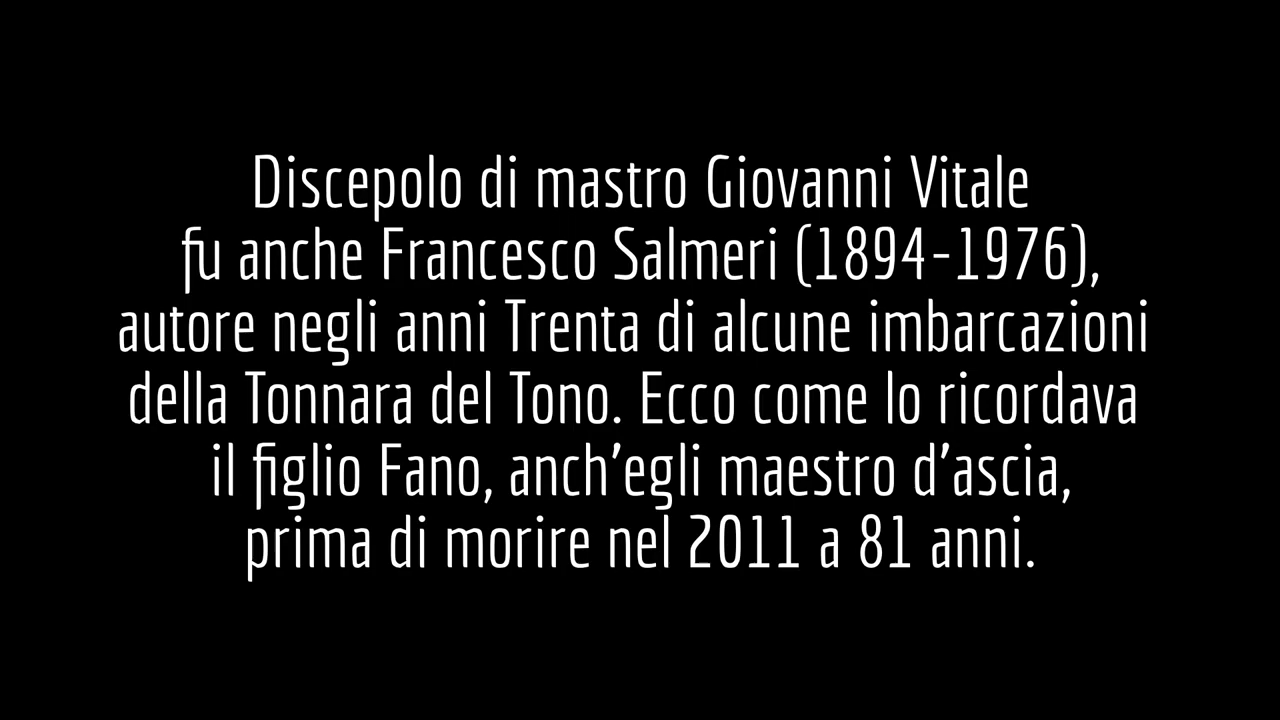 Discepolo di mastro Giovanni Vitale
fu anche Francesco Salmeri (1894-1976),
autore negli anni Trenta di alcune imbarcazioni
della Tonnara del Tono. Ecco come lo ricordava
il figlio Fano, anch’egli maestro d’ascia,
prima di morire nel 2011 a 81 anni.